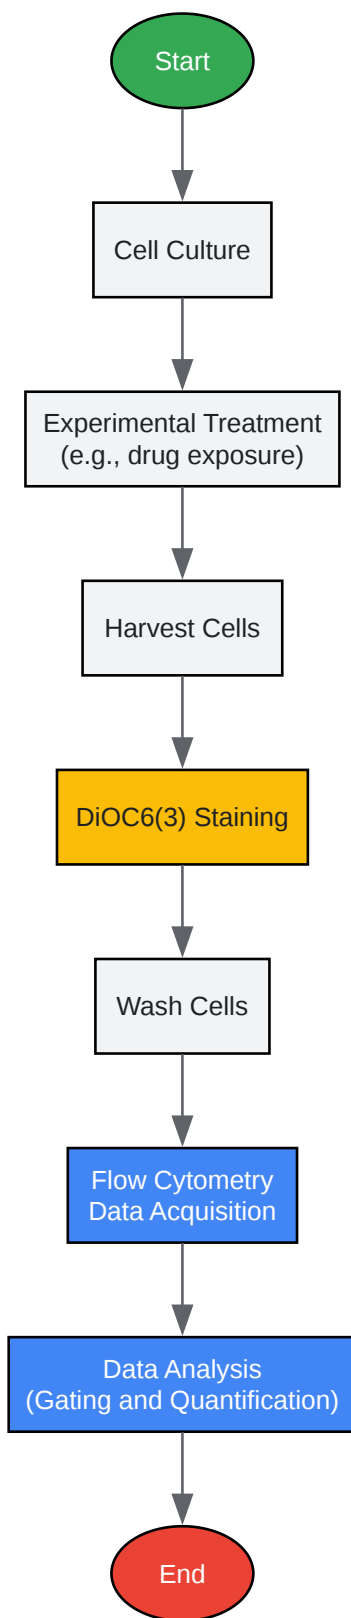 Start
Cell Culture
Experimental Treatment
(e.g., drug exposure)
Harvest Cells
DiOC6(3) Staining
Wash Cells
Flow Cytometry
Data Acquisition
Data Analysis
(Gating and Quantification)
End